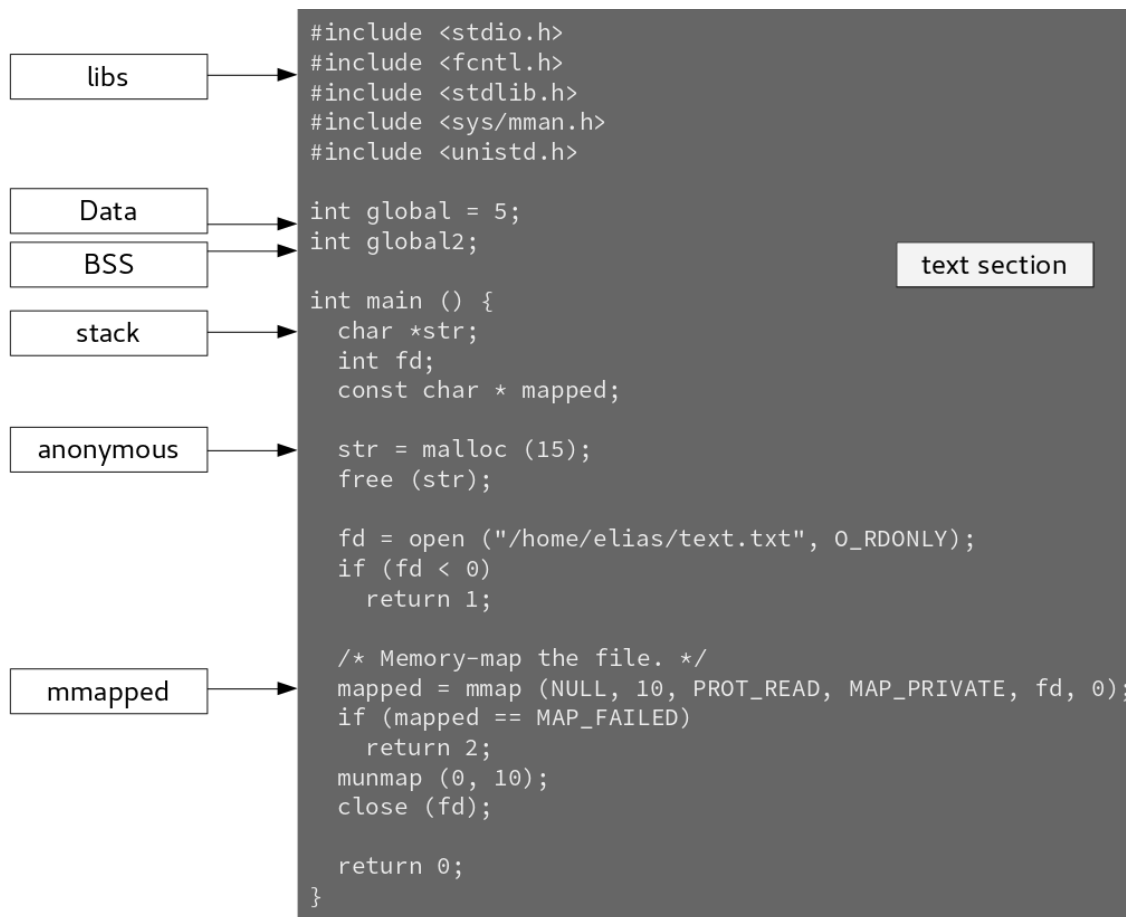 libs
Data
BSS
stack
anonymous
mmapped
#include <stdio.h>
#include <fcntl.h>
#include <stdlib.h>
#include <sys/mman.h>
#include <unistd.h>
int global = 5;
int global2;
text section
int main () {
char *str;
int fd;
const char * mapped;
str = malloc (15);
free (str);
fd = open ("/home/elias/text.txt", O_RDONLY);
if (fd < 0)
return 1;
/* Memory-map the file. */
mapped = mmap (NULL, 10, PROT_READ, MAP_PRIVATE, fd, 0);
if (mapped == MAP_FAILED)
return 2;
munmap (0, 10);
close (fd);
return 0;
}